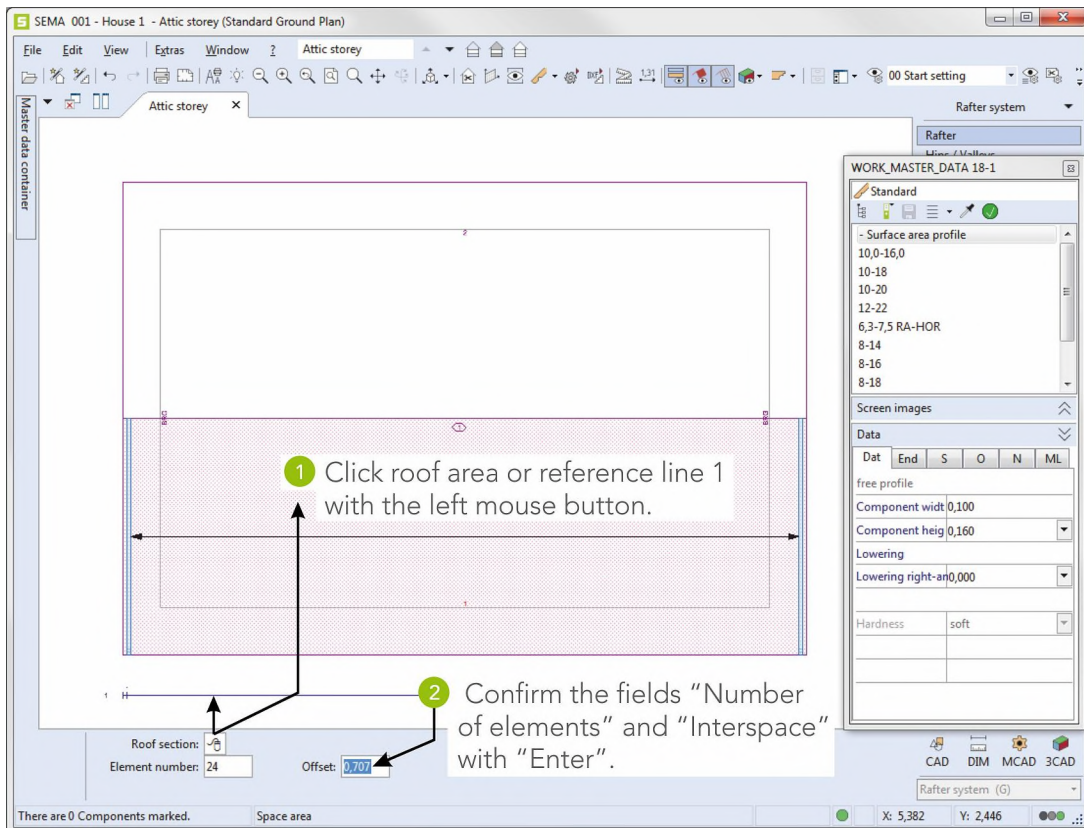 SEMA 001 - House 1 - Attic storey (Standard Ground Plan)
File Edit View Extras Window ? Attic storey
00 Start setting
Master data container
Attic storey
Rafter system
Rafter
WORK_MASTER_DATA 18-1
Standard
- Surface area profile
10,0-16,0
10-18
10-20
12-22
6,3-7,5 RA-HOR
8-14
8-16
8-18
Screen images
Data
Dat End S O N ML
free profile
Component widt 0,100
Component heig 0,160
Lowering
Lowering right-an 0,000
Hardness soft
2
BRG
BRG
1
1 Click roof area or reference line 1
with the left mouse button.
1
1
2 Confirm the fields “Number
of elements” and “Interspace”
with “Enter”.
Roof section:
Element number: 24 Offset: 0,707
CAD DIM MCAD 3CAD
Rafter system (G)
There are 0 Components marked. Space area X: 5,382 Y: 2,446